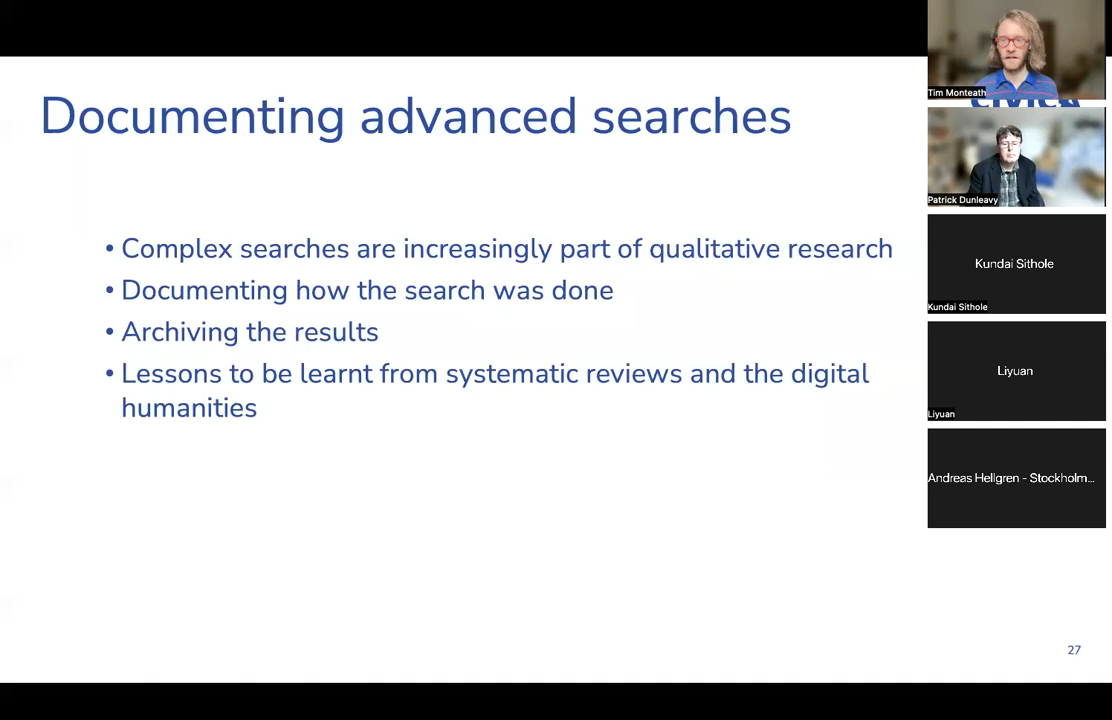 Documenting advanced searches
• Complex searches are increasingly part of qualitative research
• Documenting how the search was done
• Archiving the results
• Lessons to be learnt from systematic reviews and the digital
humanities
27
Tim Monteath
CIVICA
Patrick Dunleavy
Kundai Sithole
Kundai Sithole
Liyuan
Liyuan
Andreas Hellgren - Stockholm...